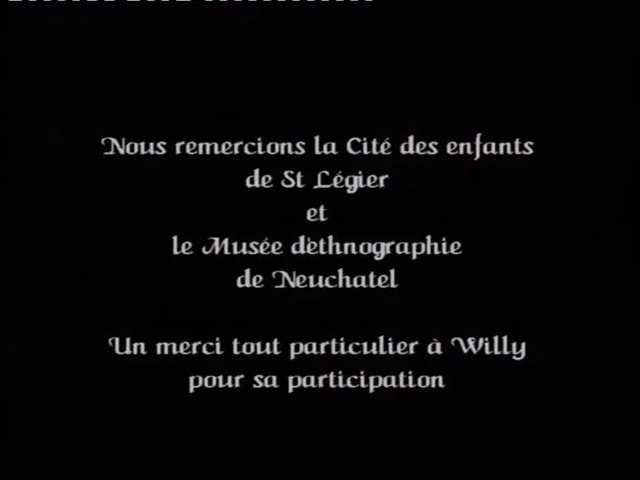 Nous remercions la Cité des enfants
de St Légier
et
le Musée d'ethnographie
de Neuchatel
Un merci tout particulier à Willy
pour sa participation